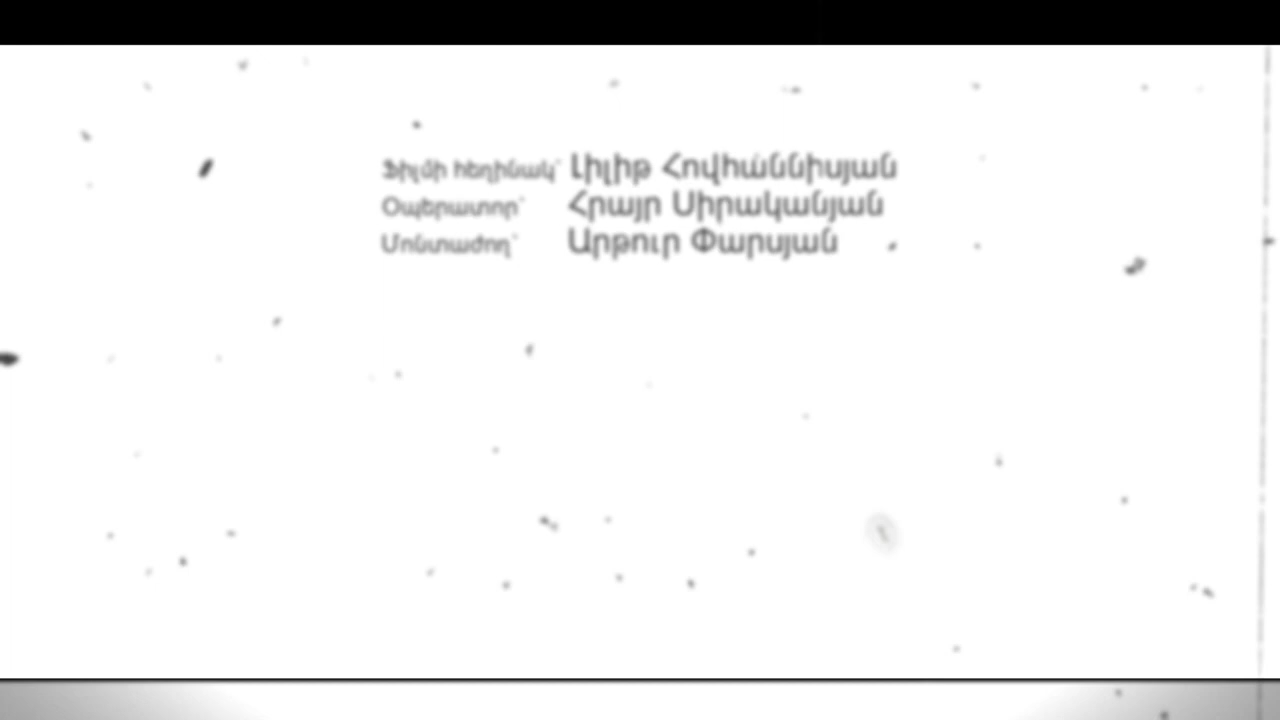 Ֆիլմի հեղինակ՝ Լիլիթ Հովհաննիսյան
Օպերատոր՝ Հրայր Սիրականյան
Մոնտաժող՝ Արթուր Փարսյան